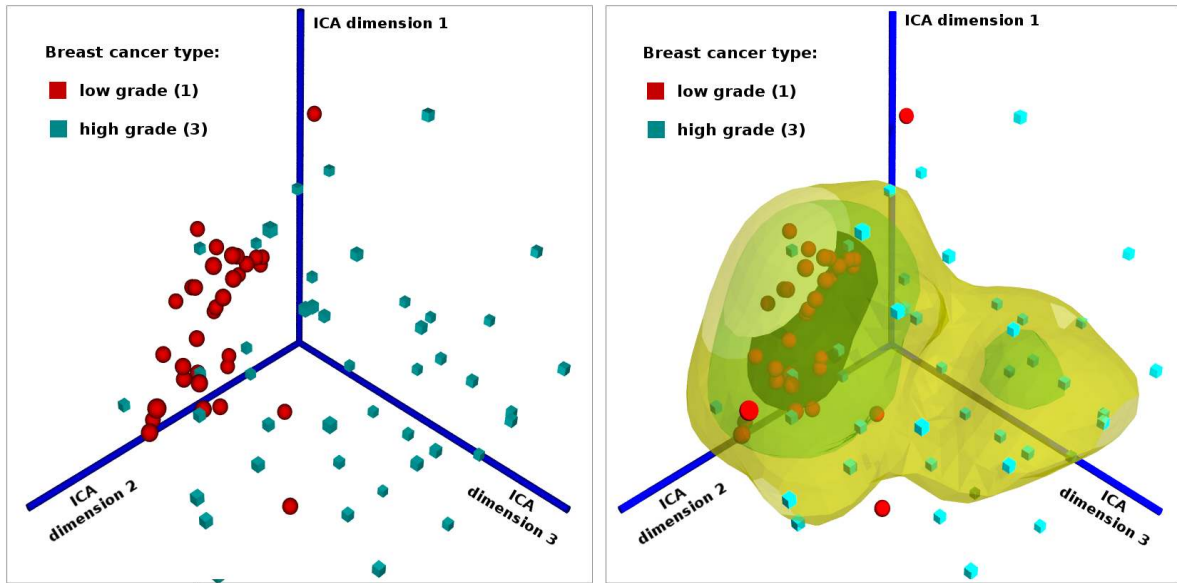 ICA dimension 1
Breast cancer type:
low grade (1)
high grade (3)
ICA
dimension 2
ICA
dimension 3
ICA dimension 1
Breast cancer type:
low grade (1)
high grade (3)
ICA
dimension 2
ICA
dimension 3